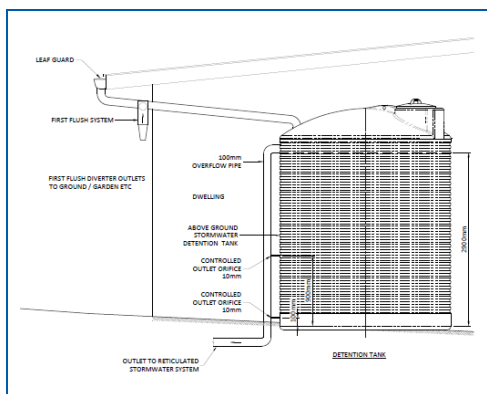 LEAF GUARD
FIRST FLUSH SYSTEM
FIRST FLUSH DIVERTER OUTLETS
TO GROUND / GARDEN ETC
100mm
OVERFLOW PIPE
DWELLING
ABOVE GROUND
STORMWATER
DETENTION TANK
CONTROLLED
OUTLET ORIFICE
10mm
CONTROLLED
OUTLET ORIFICE
10mm
OUTLET TO RETICULATED
STORMWATER SYSTEM
2900mm
100mm
DETENTION TANK